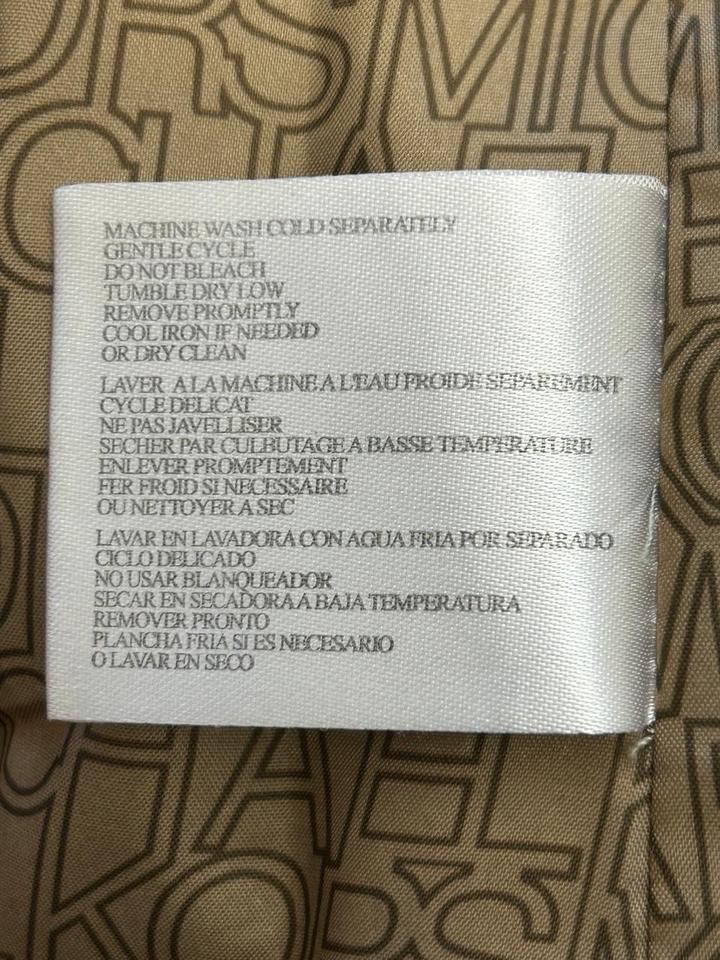 MACHINE WASH COLD SEPARATELY
GENTLE CYCLE
DO NOT BLEACH
TUMBLE DRY LOW
REMOVE PROMPTLY
COOL IRON IF NEEDED
OR DRY CLEAN
LAVER A LA MACHINE A L'EAU FROIDE SEPAREMENT
CYCLE DELICAT
NE PAS JAVELLISER
SECHER PAR CULBUTAGE A BASSE TEMPERATURE
ENLEVER PROMPTEMENT
FER FROID SI NECESSAIRE
OU NETTOYER A SEC
LAVAR EN LAVADORA CON AGUA FRIA POR SEPARADO
CICLO DELICADO
NO USAR BLANQUEADOR
SECAR EN SECADORA A BAJA TEMPERATURA
REMOVER PRONTO
PLANCHA FRIA SI ES NECESARIO
O LAVAR EN SECO
KORS